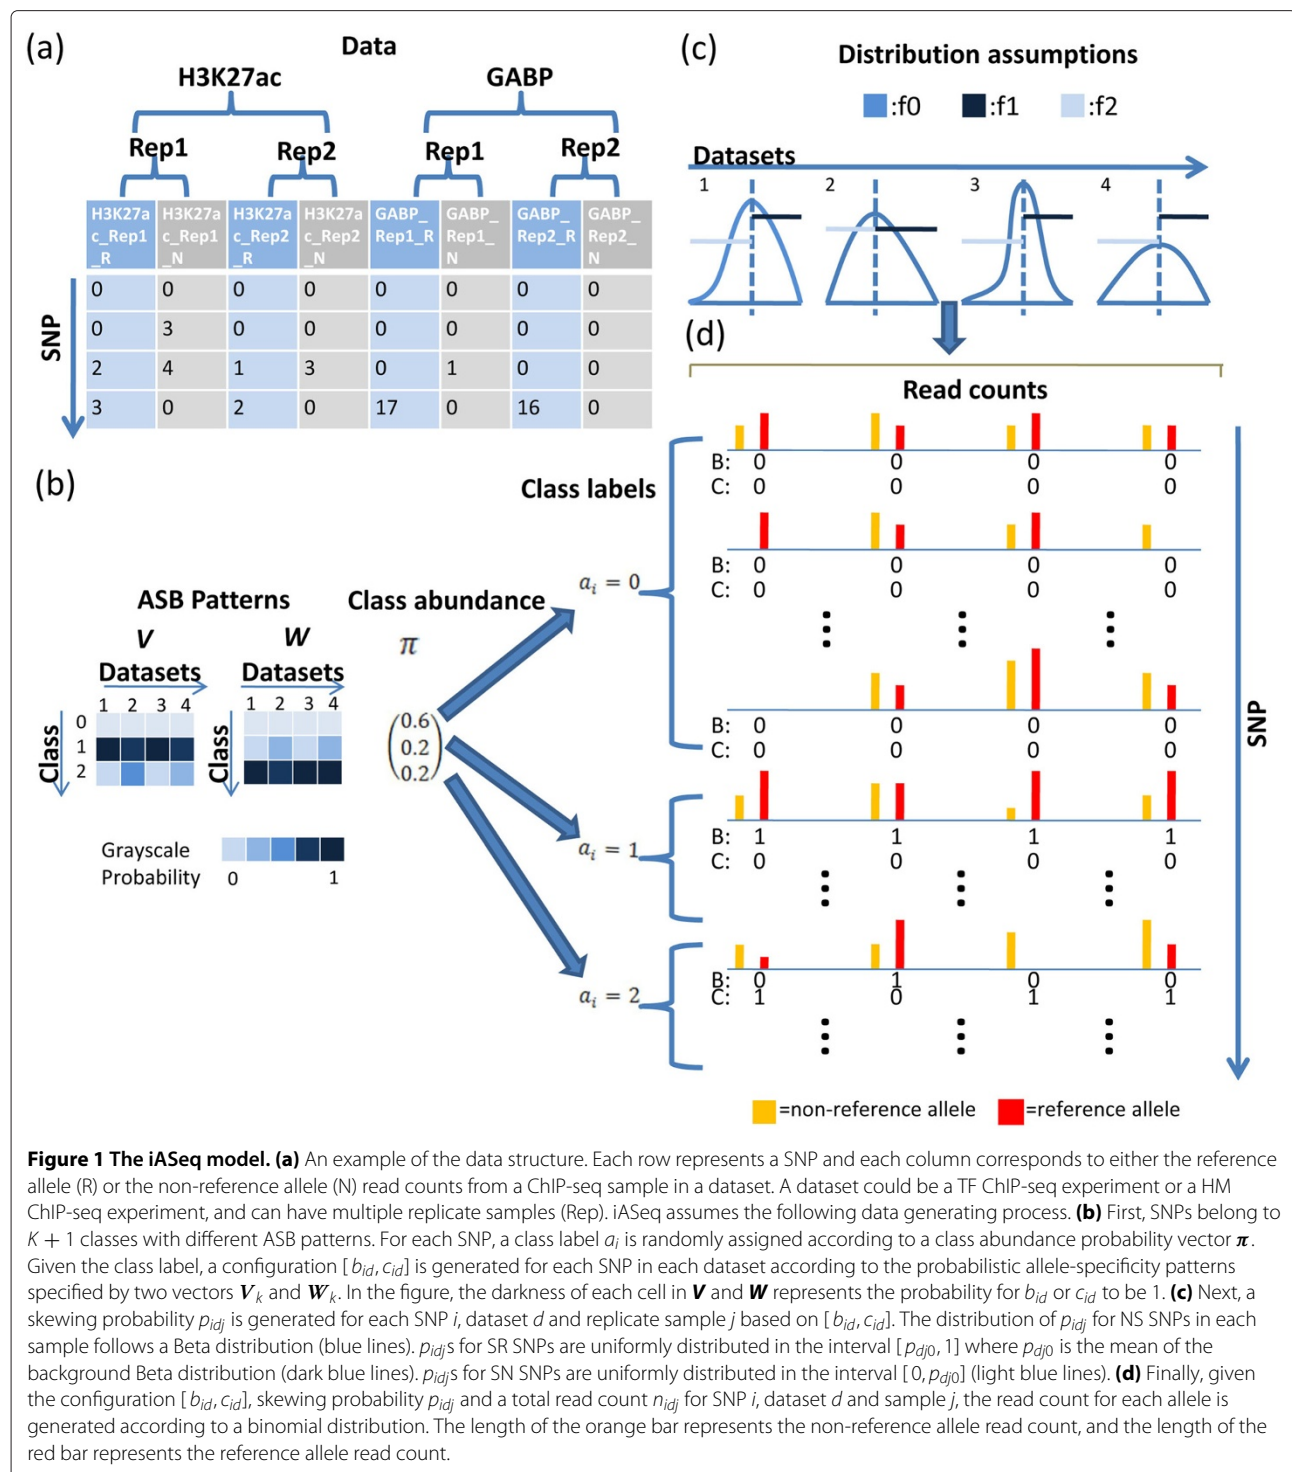 (a)
Data
H3K27ac GABP
Rep1 Rep2 Rep1 Rep2
H3K27a
c_Rep1
_R
H3K27a
c_Rep1
_N
H3K27a
c_Rep2
_R
H3K27a
c_Rep2
_N
GABP_
Rep1_R
GABP_
Rep1_
N
GABP_
Rep2_R
GABP_
Rep2_
N
SNP
0 0 0 0 0 0 0 0
0 3 0 0 0 0 0 0
2 4 1 3 0 1 0 0
3 0 2 0 17 0 16 0
(c)
Distribution assumptions
:f0 :f1 :f2
Datasets
1 2 3 4
(b)
ASB Patterns
V W
Datasets Datasets
1 2 3 4 1 2 3 4
Class Class
0
1
2
Grayscale
Probability 0 1
Class abundance
π
0.6
0.2
0.2
Class labels
a_i = 0
a_i = 1
a_i = 2
(d)
Read counts
B: 0 0 0 0
C: 0 0 0 0
B: 0 0 0 0
C: 0 0 0 0
B: 0 0 0 0
C: 0 0 0 0
B: 1 1 1 1
C: 0 0 0 0
B: 0 1 0 0
C: 1 0 1 1
SNP
=non-reference allele =reference allele
Figure 1 The iASeq model. (a) An example of the data structure. Each row represents a SNP and each column corresponds to either the reference
allele (R) or the non-reference allele (N) read counts from a ChIP-seq sample in a dataset. A dataset could be a TF ChIP-seq experiment or a HM
ChIP-seq experiment, and can have multiple replicate samples (Rep). iASeq assumes the following data generating process. (b) First, SNPs belong to
K + 1 classes with different ASB patterns. For each SNP, a class label a_i is randomly assigned according to a class abundance probability vector π.
Given the class label, a configuration [b_id, c_id] is generated for each SNP in each dataset according to the probabilistic allele-specificity patterns
specified by two vectors V_k and W_k. In the figure, the darkness of each cell in V and W represents the probability for b_id or c_id to be 1. (c) Next, a
skewing probability p_idj is generated for each SNP i, dataset d and replicate sample j based on [b_id, c_id]. The distribution of p_idj for NS SNPs in each
sample follows a Beta distribution (blue lines). p_idjs for SR SNPs are uniformly distributed in the interval [p_dj0, 1] where p_dj0 is the mean of the
background Beta distribution (dark blue lines). p_idjs for SN SNPs are uniformly distributed in the interval [0, p_dj0] (light blue lines). (d) Finally, given
the configuration [b_id, c_id], skewing probability p_idj and a total read count n_idj for SNP i, dataset d and sample j, the read count for each allele is
generated according to a binomial distribution. The length of the orange bar represents the non-reference allele read count, and the length of the
red bar represents the reference allele read count.